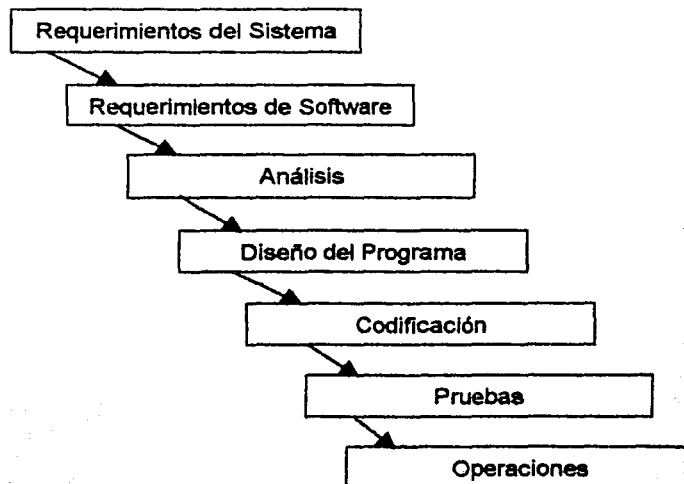 Requerimientos del Sistema
Requerimientos de Software
Análisis
Diseño del Programa
Codificación
Pruebas
Operaciones